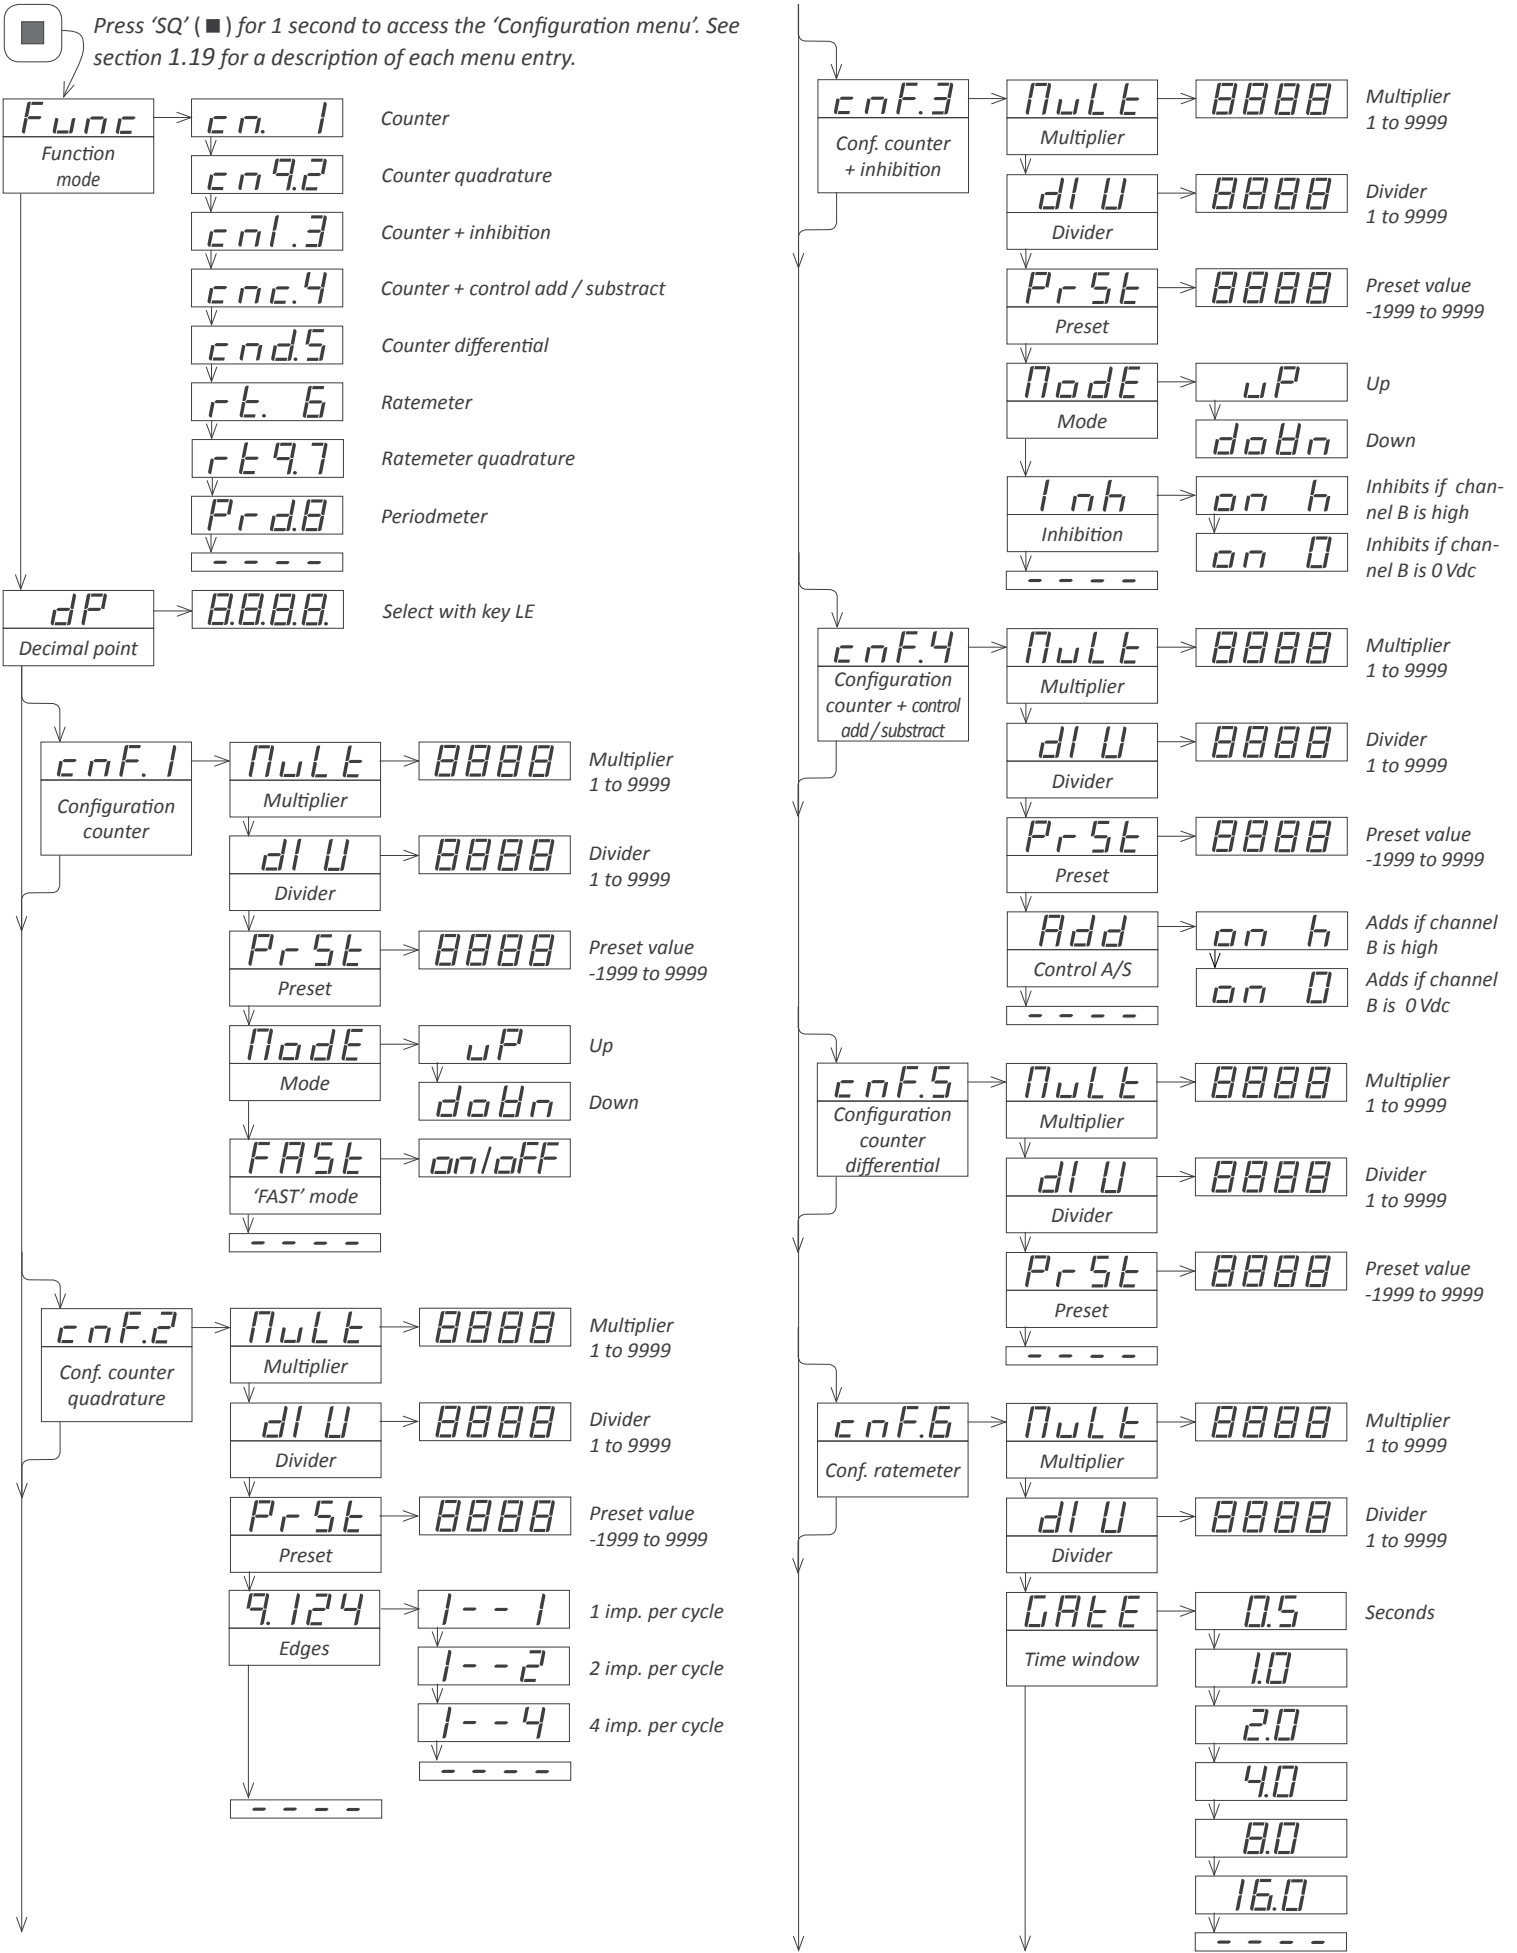 Press ‘SQ’ (■) for 1 second to access the ‘Configuration menu’. See
section 1.19 for a description of each menu entry.
Func
Function
mode
cn. 1
Counter
cnq.2
Counter quadrature
cnI.3
Counter + inhibition
cnc.4
Counter + control add / substract
cnd.5
Counter differential
rt. 6
Ratemeter
rtq.7
Ratemeter quadrature
Prd.8
Periodmeter
- - - -
dP
Decimal point
8.8.8.8.
Select with key LE
cnF.1
Configuration
counter
MuLt
Multiplier
8888
Multiplier
1 to 9999
dI U
Divider
8888
Divider
1 to 9999
PrSt
Preset
8888
Preset value
-1999 to 9999
ModE
Mode
uP
Up
doWn
Down
FASt
‘FAST’ mode
on/oFF
- - - -
cnF.2
Conf. counter
quadrature
MuLt
Multiplier
8888
Multiplier
1 to 9999
dI U
Divider
8888
Divider
1 to 9999
PrSt
Preset
8888
Preset value
-1999 to 9999
q.124
Edges
1--1
1 imp. per cycle
1--2
2 imp. per cycle
1--4
4 imp. per cycle
- - - -
- - - -
cnF.3
Conf. counter
+ inhibition
MuLt
Multiplier
8888
Multiplier
1 to 9999
dI U
Divider
8888
Divider
1 to 9999
PrSt
Preset
8888
Preset value
-1999 to 9999
ModE
Mode
uP
Up
doWn
Down
Inh
Inhibition
on h
Inhibits if chan-
nel B is high
on 0
Inhibits if chan-
nel B is 0 Vdc
- - - -
cnF.4
Configuration
counter + control
add / substract
MuLt
Multiplier
8888
Multiplier
1 to 9999
dI U
Divider
8888
Divider
1 to 9999
PrSt
Preset
8888
Preset value
-1999 to 9999
Add
Control A/S
on h
Adds if channel
B is high
on 0
Adds if channel
B is 0 Vdc
- - - -
cnF.5
Configuration
counter
differential
MuLt
Multiplier
8888
Multiplier
1 to 9999
dI U
Divider
8888
Divider
1 to 9999
PrSt
Preset
8888
Preset value
-1999 to 9999
- - - -
cnF.6
Conf. ratemeter
MuLt
Multiplier
8888
Multiplier
1 to 9999
dI U
Divider
8888
Divider
1 to 9999
GAtE
Time window
0.5
Seconds
1.0
2.0
4.0
8.0
16.0
- - - -